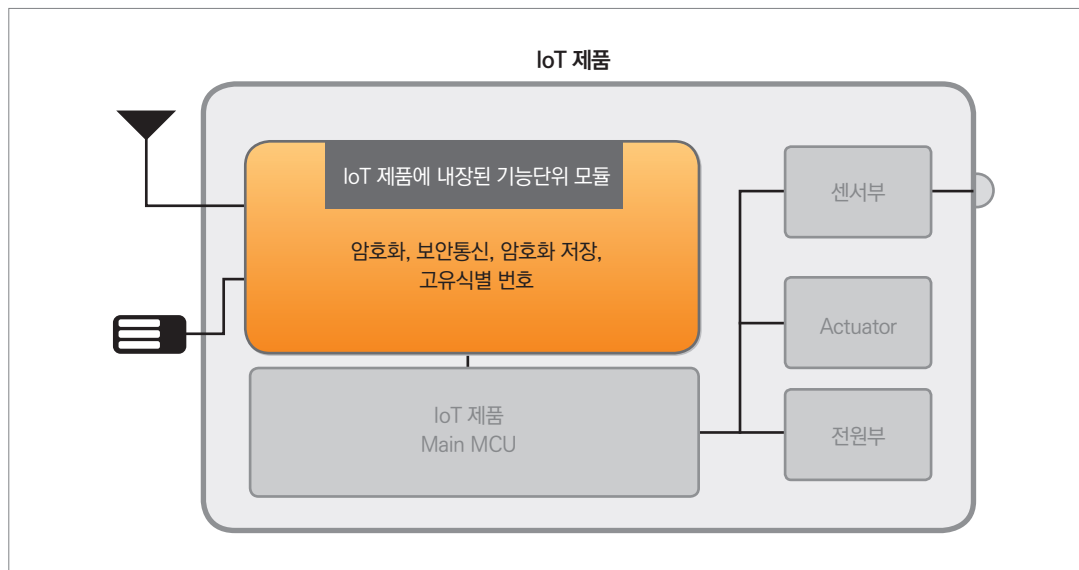 IoT 제품
IoT 제품에 내장된 기능단위 모듈
암호화, 보안통신, 암호화 저장,
고유식별 번호
IoT 제품
Main MCU
센서부
Actuator
전원부